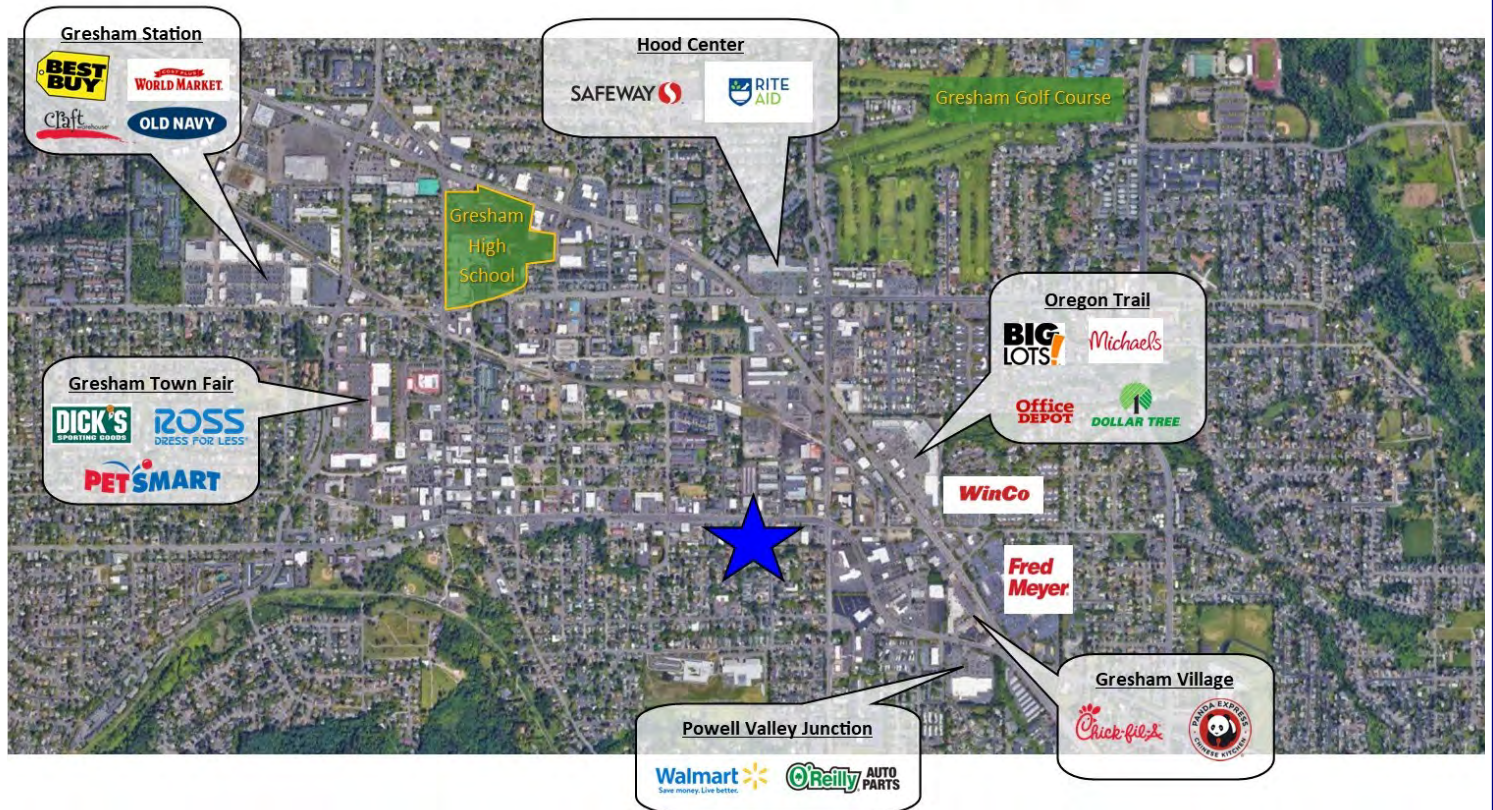 Gresham Station
BEST
BUY
COST PLUS
WORLD MARKET.
Craft
warehouse
OLD NAVY
Hood Center
SAFEWAY
RITE
AID
Gresham Golf Course
Gresham
High
School
Oregon Trail
BIG
LOTS!
Michaels
Office
DEPOT
DOLLAR TREE
Gresham Town Fair
DICK'S
SPORTING GOODS
ROSS
DRESS FOR LESS
PETSMART
WinCo
Fred
Meyer
Gresham Village
Chick-fil-A
PANDA EXPRESS
CHINESE KITCHEN
Powell Valley Junction
Walmart
Save money. Live better.
O'Reilly AUTO
PARTS